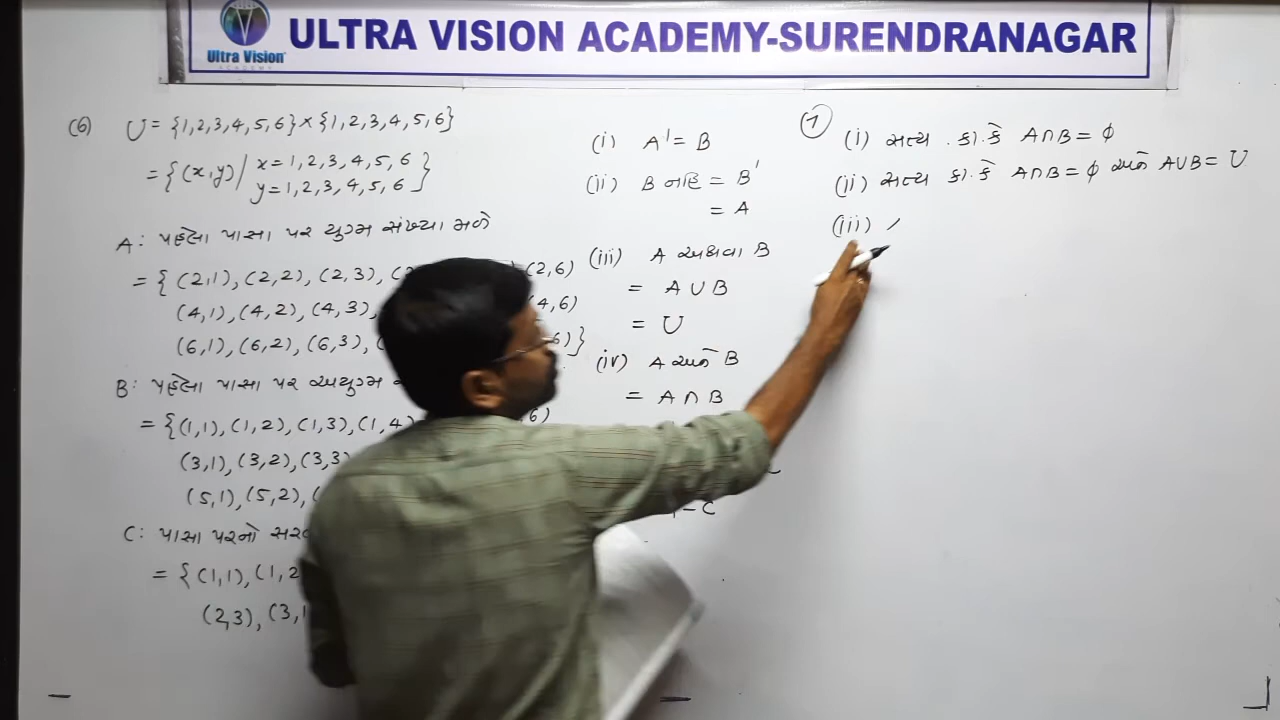 Ultra Vision
ACADEMY
ULTRA VISION ACADEMY-SURENDRANAGAR
(6) U = {1,2,3,4,5,6} × {1,2,3,4,5,6}
= {(x,y) / x = 1, 2, 3, 4, 5, 6
y = 1, 2, 3, 4, 5, 6}
A: પહેલા પાસા પર યુગ્મ સંખ્યા મળે
= { (2,1), (2,2), (2,3), (2,6)
(4,1), (4,2), (4,3), 4,6)
(6,1), (6,2), (6,3), 6)}
B: પહેલા પાસા પર અયુગ્મ
= {(1,1), (1,2), (1,3), (1,4) 6)
(3,1), (3,2), (3,3)
(5,1), (5,2), (
C: પાસા પરનો
= {(1,1), (1,2
(2,3), (3,1
(i) A' = B
(ii) B નહિ = B'
= A
(iii) A અથવા B
= A ∪ B
= U
(iv) A અને B
= A ∩ B
- C
(7) (i) સત્ય . કા.કે A∩B = ϕ
(ii) સત્ય કા.કે A∩B = ϕ અને A∪B = U
(iii)